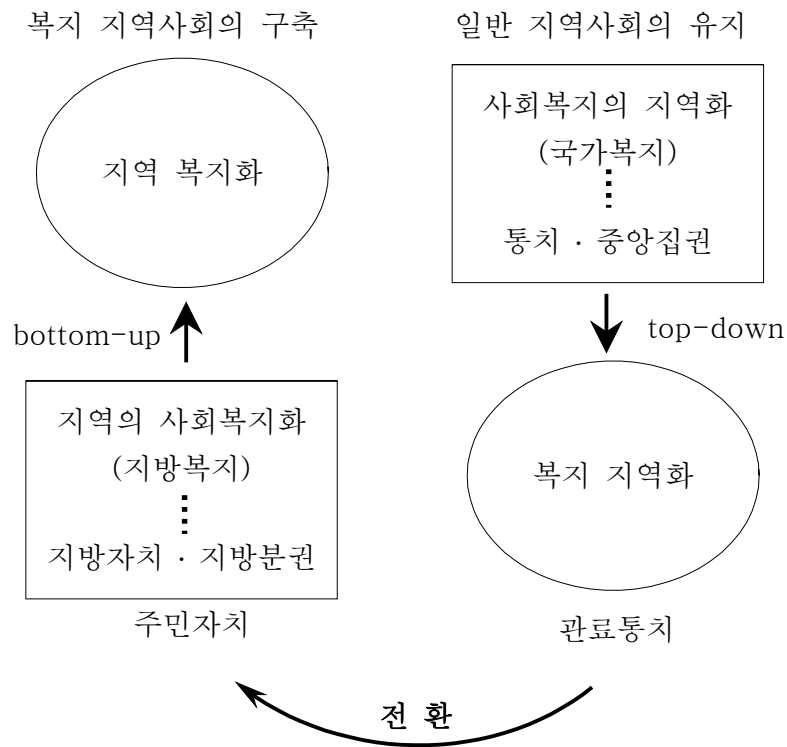 복지 지역사회의 구축
지역 복지화
bottom-up
지역의 사회복지화
(지방복지)
지방자치 · 지방분권
주민자치
일반 지역사회의 유지
사회복지의 지역화
(국가복지)
통치 · 중앙집권
top-down
복지 지역화
관료통치
전 환